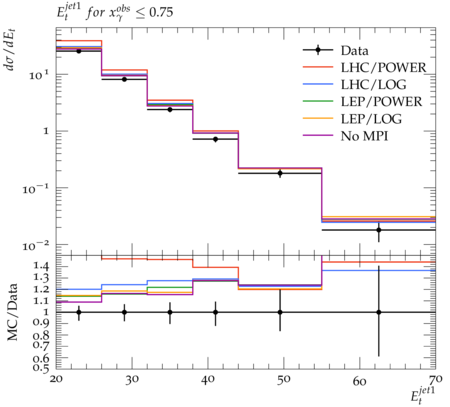 E_t^{jet1} for x_γ^{obs} ≤ 0.75
dσ/dE_t
Data
LHC/POWER
LHC/LOG
LEP/POWER
LEP/LOG
No MPI
10^1
1
10^−1
10^−2
MC/Data
1.4
1.3
1.2
1.1
1
0.9
0.8
0.7
0.6
0.5
20 30 40 50 60 70
E_t^{jet1}